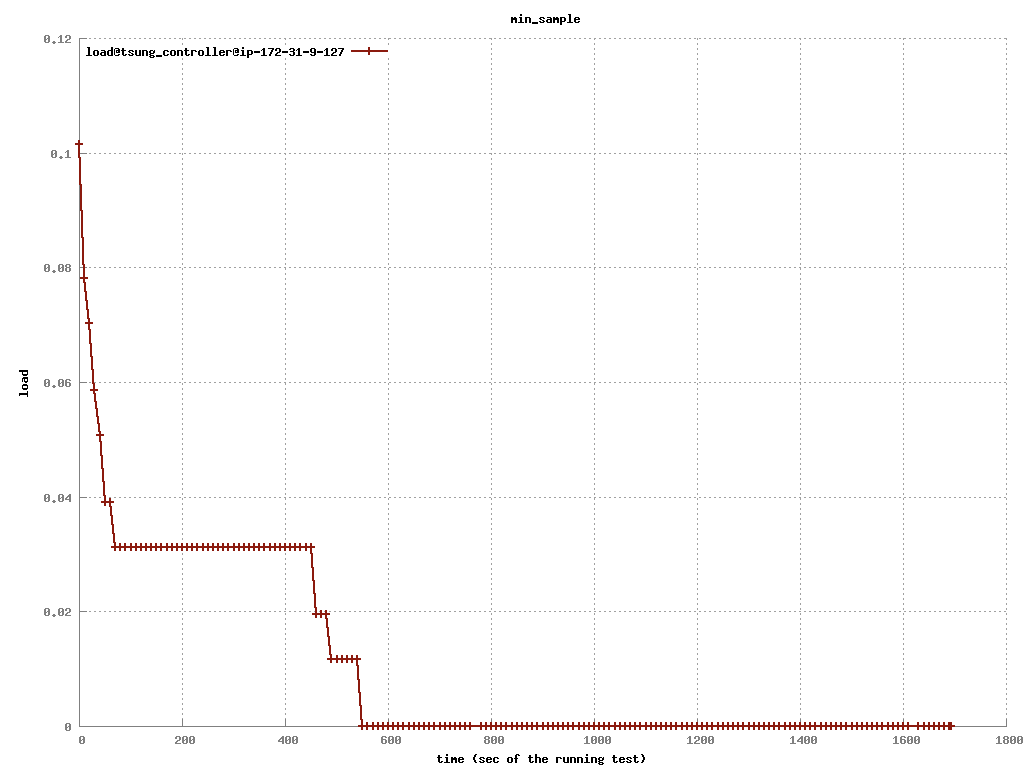 min_sample
0.12
load@tsung_controller@ip-172-31-9-127
0.1
0.08
0.06
load
0.04
0.02
0
0 200 400 600 800 1000 1200 1400 1600 1800
time (sec of the running test)